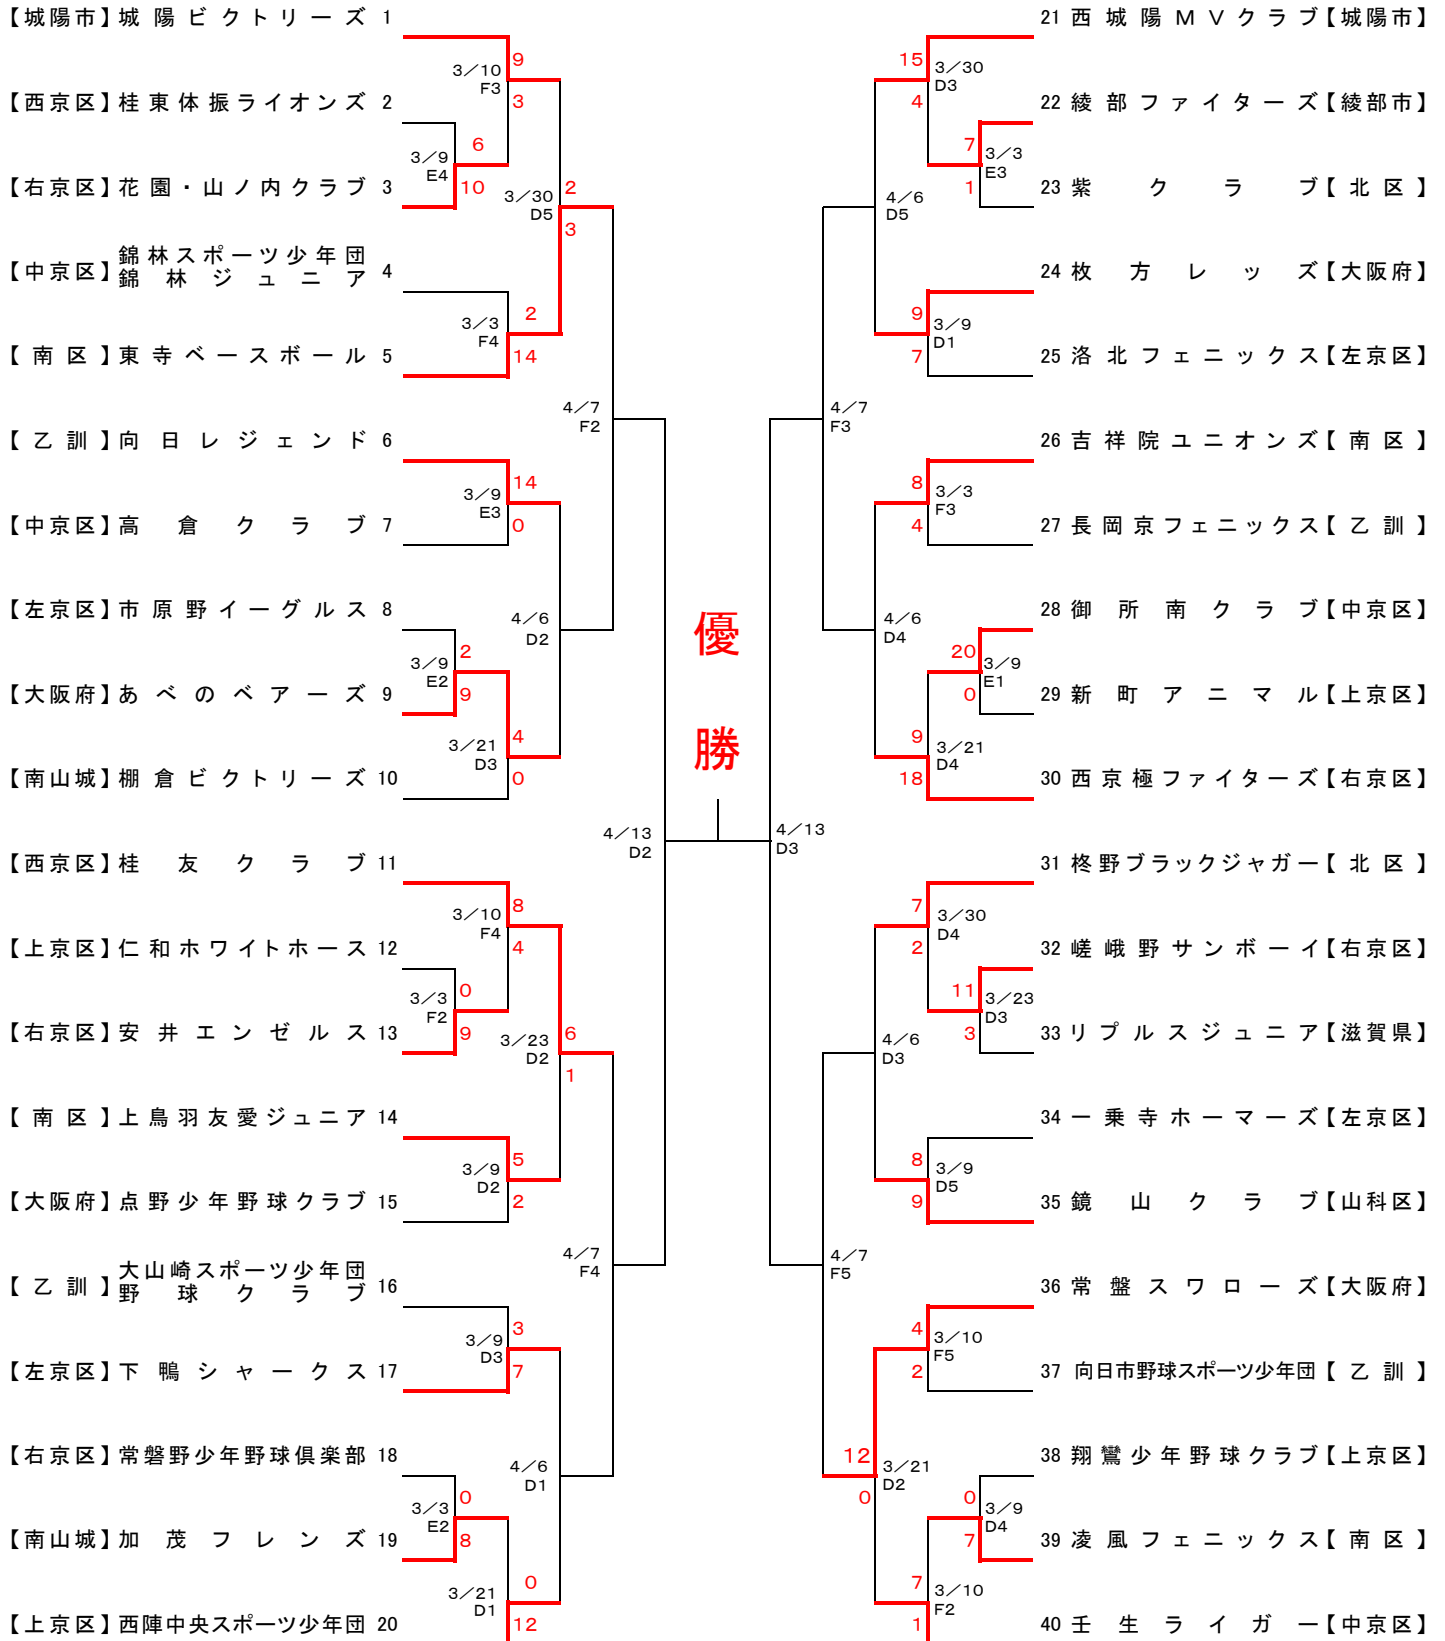 【城陽市】城陽ビクトリーズ 1
9
3／10
F3
3
【西京区】桂東体振ライオンズ 2
6
3／9
E4
10
【右京区】花園・山ノ内クラブ 3
2
3／30
D5
3
【中京区】錦林スポーツ少年団
錦林ジュニア 4
2
3／3
F4
14
【南区】東寺ベースボール 5
4／7
F2
【乙訓】向日レジェンド 6
14
3／9
E3
0
【中京区】高倉クラブ 7
【左京区】市原野イーグルス 8
4／6
D2
2
3／9
E2
9
【大阪府】あべのベアーズ 9
4
3／21
D3
0
【南山城】棚倉ビクトリーズ 10
4／13
D2
【西京区】桂友クラブ 11
8
3／10
F4
4
【上京区】仁和ホワイトホース 12
0
3／3
F2
9
【右京区】安井エンゼルス 13
6
3／23
D2
1
【南区】上鳥羽友愛ジュニア 14
5
3／9
D2
2
【大阪府】点野少年野球クラブ 15
4／7
F4
【乙訓】大山崎スポーツ少年団
野球クラブ 16
3
3／9
D3
7
【左京区】下鴨シャークス 17
【右京区】常磐野少年野球倶楽部 18
4／6
D1
0
3／3
E2
8
【南山城】加茂フレンズ 19
0
3／21
D1
12
【上京区】西陣中央スポーツ少年団 20
優
勝
21 西城陽ＭＶクラブ【城陽市】
15
3／30
D3
4
22 綾部ファイターズ【綾部市】
7
3／3
E3
1
23 紫クラブ【北区】
4／6
D5
24 枚方レッズ【大阪府】
9
3／9
D1
7
25 洛北フェニックス【左京区】
4／7
F3
26 吉祥院ユニオンズ【南区】
8
3／3
F3
4
27 長岡京フェニックス【乙訓】
28 御所南クラブ【中京区】
4／6
D4
20
3／9
E1
0
29 新町アニマル【上京区】
9
3／21
D4
18
30 西京極ファイターズ【右京区】
4／13
D3
31 柊野ブラックジャガー【北区】
7
3／30
D4
2
32 嵯峨野サンボーイ【右京区】
11
3／23
D3
3
33 リプルスジュニア【滋賀県】
4／6
D3
34 一乗寺ホーマーズ【左京区】
8
3／9
D5
9
35 鏡山クラブ【山科区】
4／7
F5
36 常盤スワローズ【大阪府】
4
3／10
F5
2
37 向日市野球スポーツ少年団【乙訓】
38 翔鸞少年野球クラブ【上京区】
12
3／21
D2
0
0
3／9
D4
7
39 凌風フェニックス【南区】
7
3／10
F2
1
40 壬生ライガー【中京区】